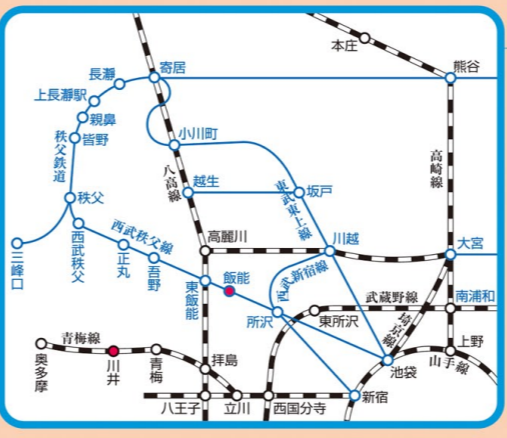 本庄
熊谷
寄居
長瀞
上長瀞駅
親鼻
皆野
秩父鉄道
秩父
三峰口
西武秩父
西武秩父線
正丸
吾野
小川町
八高線
越生
坂戸
東武東上線
高崎線
高麗川
川越
大宮
東飯能
飯能
西武新宿線
所沢
東所沢
武蔵野線
南浦和
埼京線
青梅線
奥多摩
川井
青梅
拝島
池袋
上野
山手線
八王子
立川
西国分寺
新宿